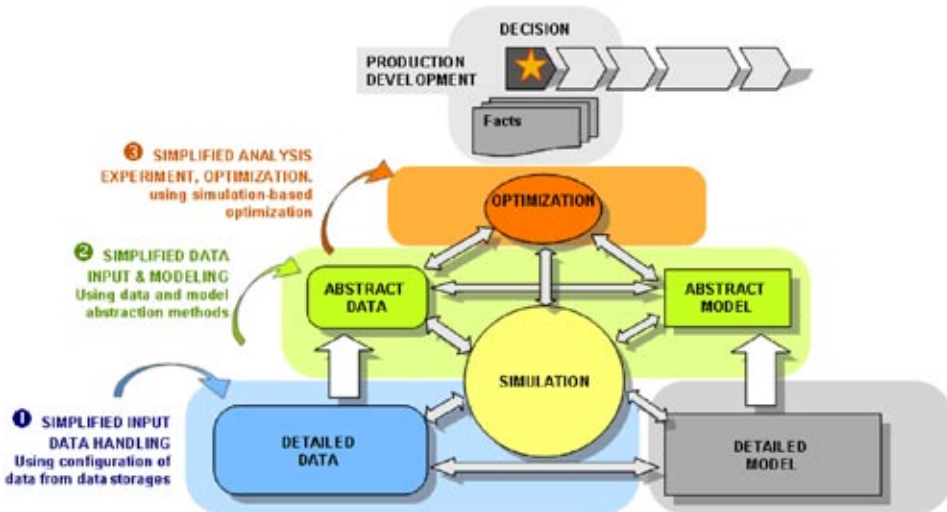 DECISION
PRODUCTION
DEVELOPMENT
Facts
❸ SIMPLIFIED ANALYSIS
EXPERIMENT, OPTIMIZATION.
using simulation-based
optimization
OPTIMIZATION
❷ SIMPLIFIED DATA
INPUT & MODELING
Using data and model
abstraction methods
ABSTRACT
DATA
ABSTRACT
MODEL
SIMULATION
❶ SIMPLIFIED INPUT
DATA HANDLING
Using configuration of
data from data storages
DETAILED
DATA
DETAILED
MODEL